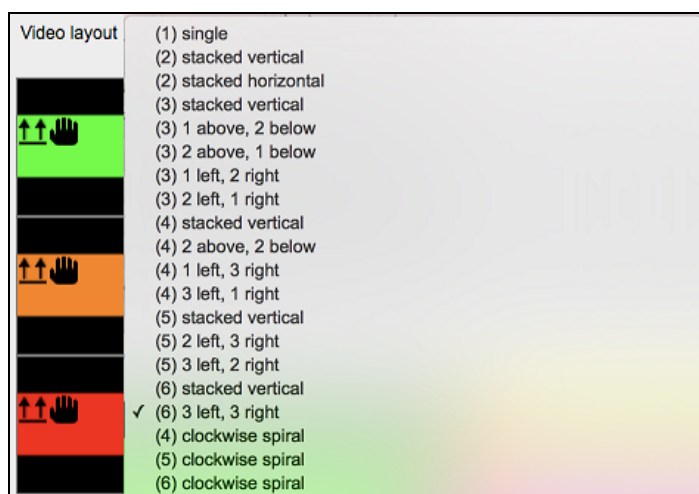 Video layout
(1) single
(2) stacked vertical
(2) stacked horizontal
(3) stacked vertical
(3) 1 above, 2 below
(3) 2 above, 1 below
(3) 1 left, 2 right
(3) 2 left, 1 right
(4) stacked vertical
(4) 2 above, 2 below
(4) 1 left, 3 right
(4) 3 left, 1 right
(5) stacked vertical
(5) 2 left, 3 right
(5) 3 left, 2 right
(6) stacked vertical
✓ (6) 3 left, 3 right
(4) clockwise spiral
(5) clockwise spiral
(6) clockwise spiral